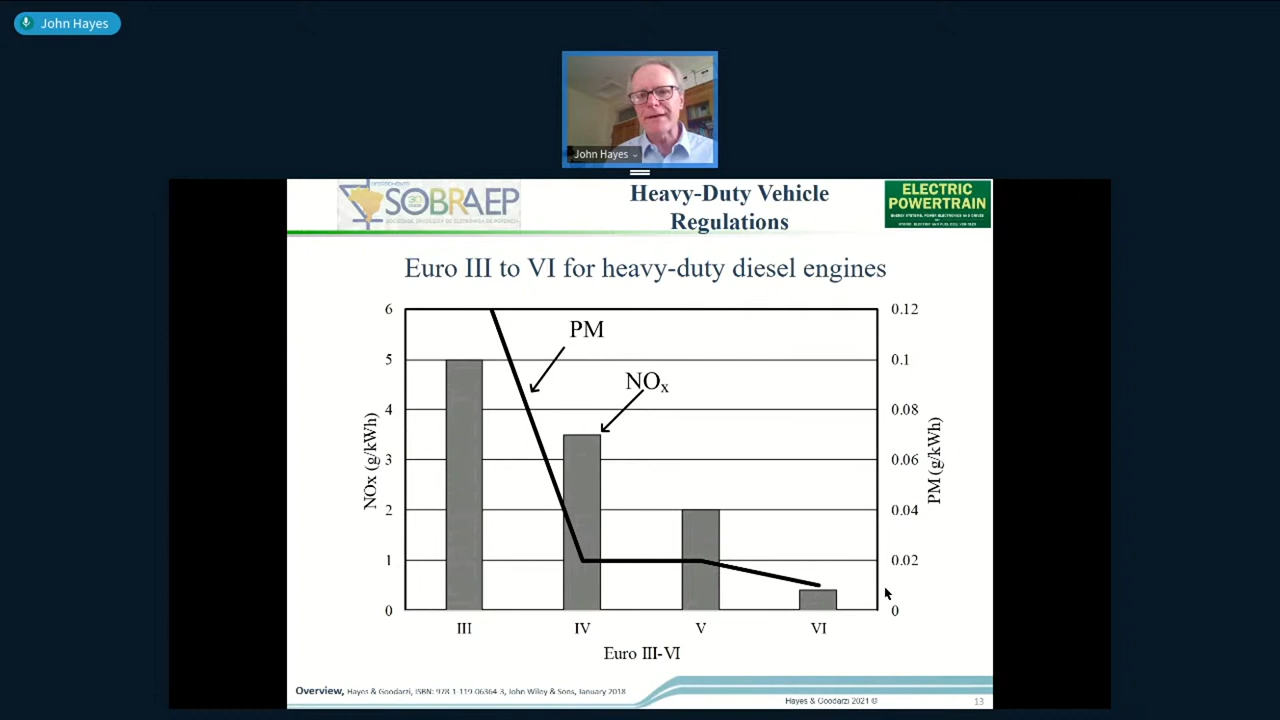 John Hayes
John Hayes
SOBRAEP
Heavy-Duty Vehicle
Regulations
ELECTRIC
POWERTRAIN
Euro III to VI for heavy-duty diesel engines
6
5
4
3
2
1
0
NOx (g/kWh)
PM
NOx
0.12
0.1
0.08
0.06
0.04
0.02
0
PM (g/kWh)
III IV V VI
Euro III-VI
Overview, Hayes & Goodarzi, ISBN: 978-1-119-06364-3, John Wiley & Sons, January 2018
Hayes & Goodarzi 2021 ©
13